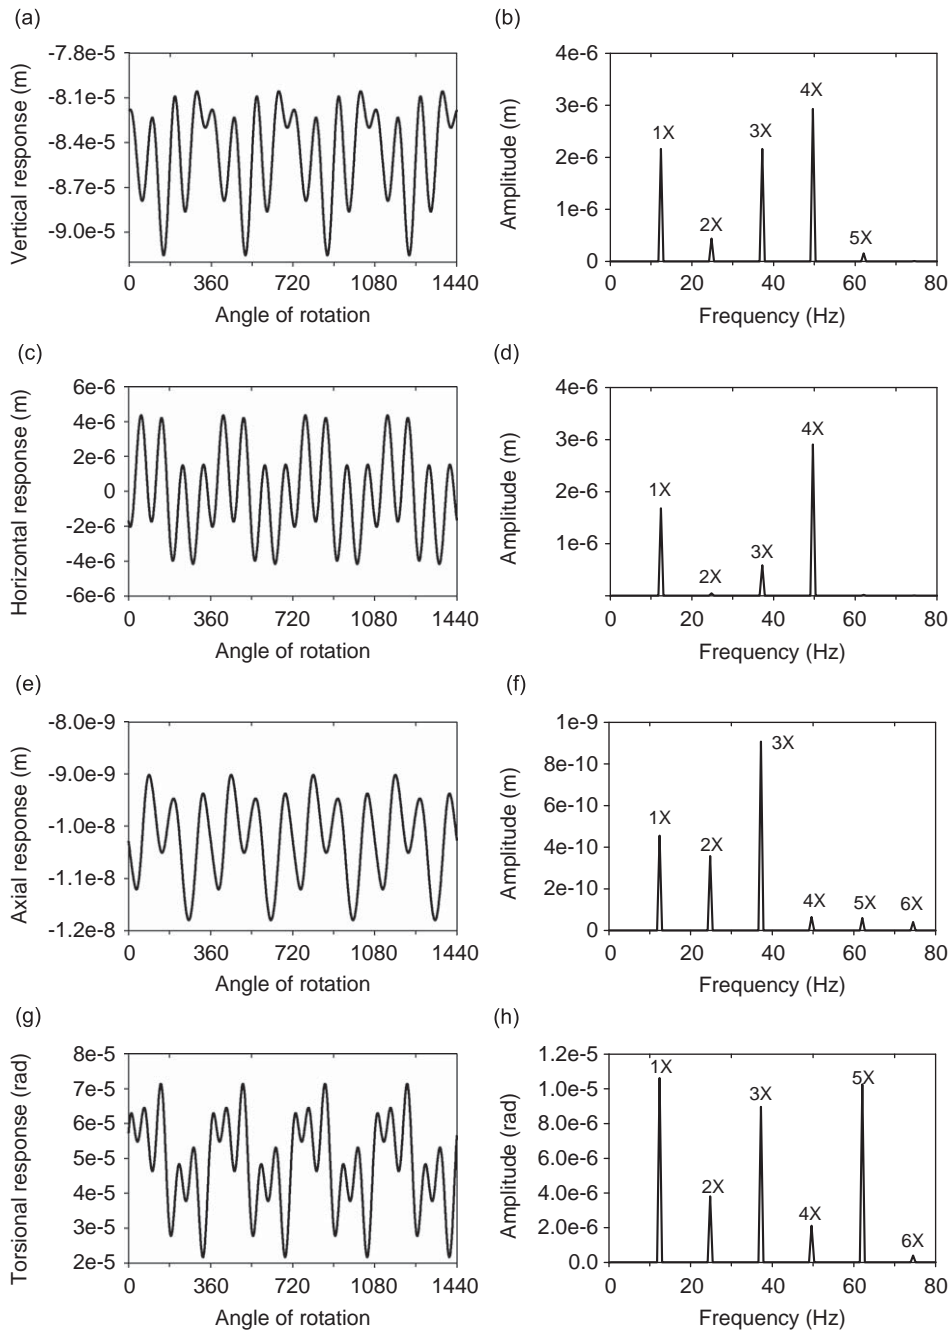 (a)
(b)
Vertical response (m)
-7.8e-5
-8.1e-5
-8.4e-5
-8.7e-5
-9.0e-5
0 360 720 1080 1440
Angle of rotation
Amplitude (m)
4e-6
3e-6
2e-6
1e-6
0
1X
2X
3X
4X
5X
0 20 40 60 80
Frequency (Hz)
(c)
(d)
Horizontal response (m)
6e-6
4e-6
2e-6
0
-2e-6
-4e-6
-6e-6
0 360 720 1080 1440
Angle of rotation
Amplitude (m)
4e-6
3e-6
2e-6
1e-6
1X
2X
3X
4X
0 20 40 60 80
Frequency (Hz)
(e)
(f)
Axial response (m)
-8.0e-9
-9.0e-9
-1.0e-8
-1.1e-8
-1.2e-8
0 360 720 1080 1440
Angle of rotation
Amplitude (m)
1e-9
8e-10
6e-10
4e-10
2e-10
0
1X
2X
3X
4X
5X
6X
0 20 40 60 80
Frequency (Hz)
(g)
(h)
Torsional response (rad)
8e-5
7e-5
6e-5
5e-5
4e-5
3e-5
2e-5
0 360 720 1080 1440
Angle of rotation
Amplitude (rad)
1.2e-5
1.0e-5
8.0e-6
6.0e-6
4.0e-6
2.0e-6
0.0
1X
2X
3X
4X
5X
6X
0 20 40 60 80
Frequency (Hz)